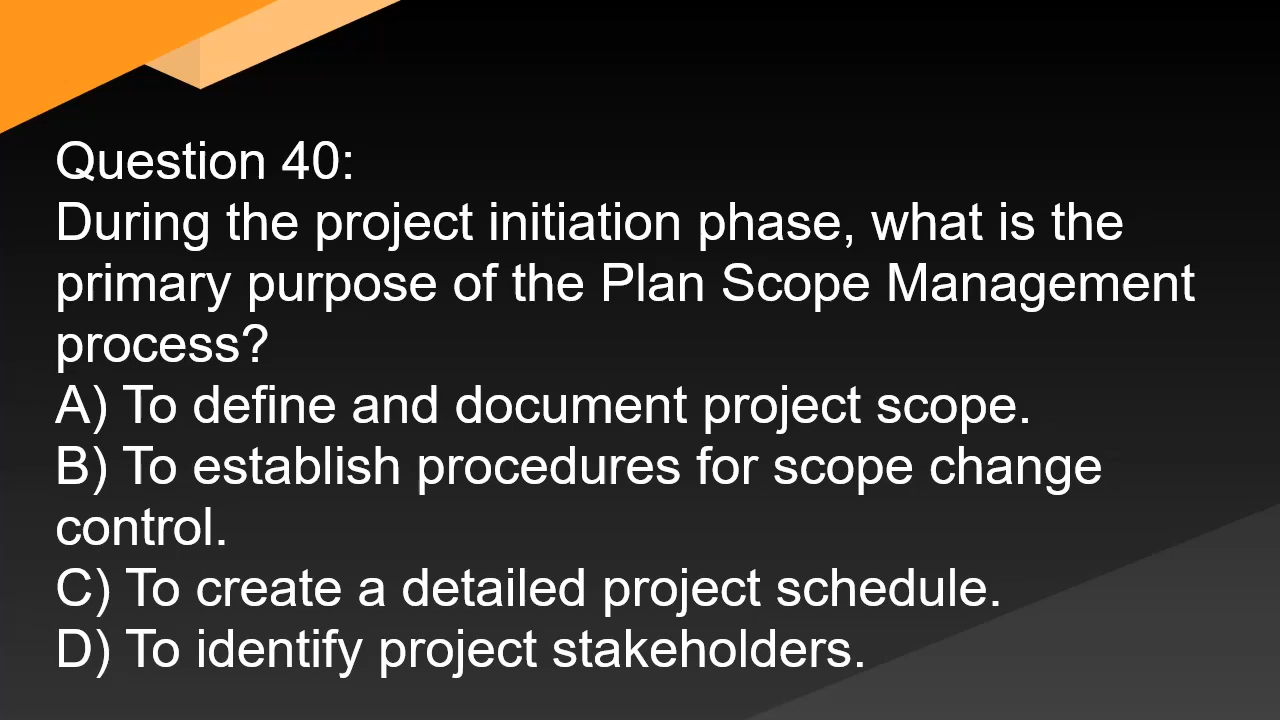 Question 40:
During the project initiation phase, what is the
primary purpose of the Plan Scope Management
process?
A) To define and document project scope.
B) To establish procedures for scope change
control.
C) To create a detailed project schedule.
D) To identify project stakeholders.